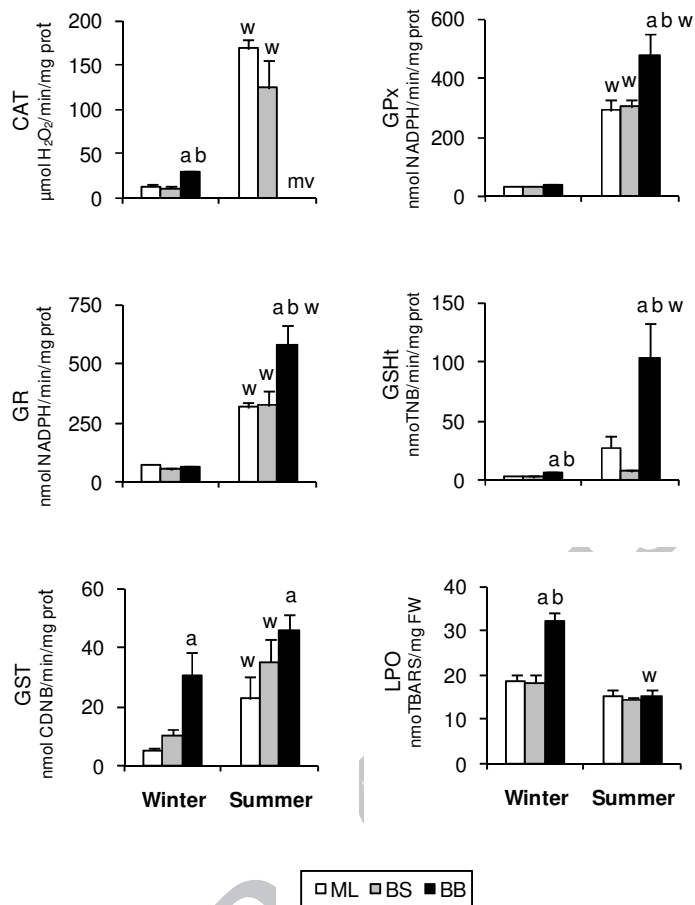 CAT
µmol H₂O₂/min/mg prot
200
150
100
50
0
a b
w
w
mv
GPx
nmol NADPH/min/mg prot
600
400
200
0
w
w
a b w
GR
nmol NADPH/min/mg prot
750
500
250
0
w
w
a b w
GSHt
nmoTNB/min/mg prot
150
100
50
0
a b
a b w
GST
nmol CDNB/min/mg prot
60
40
20
0
a
w
w
a
Winter
Summer
LPO
nmoTBARS/mg FW
40
30
20
10
0
a b
w
Winter
Summer
ML
BS
BB